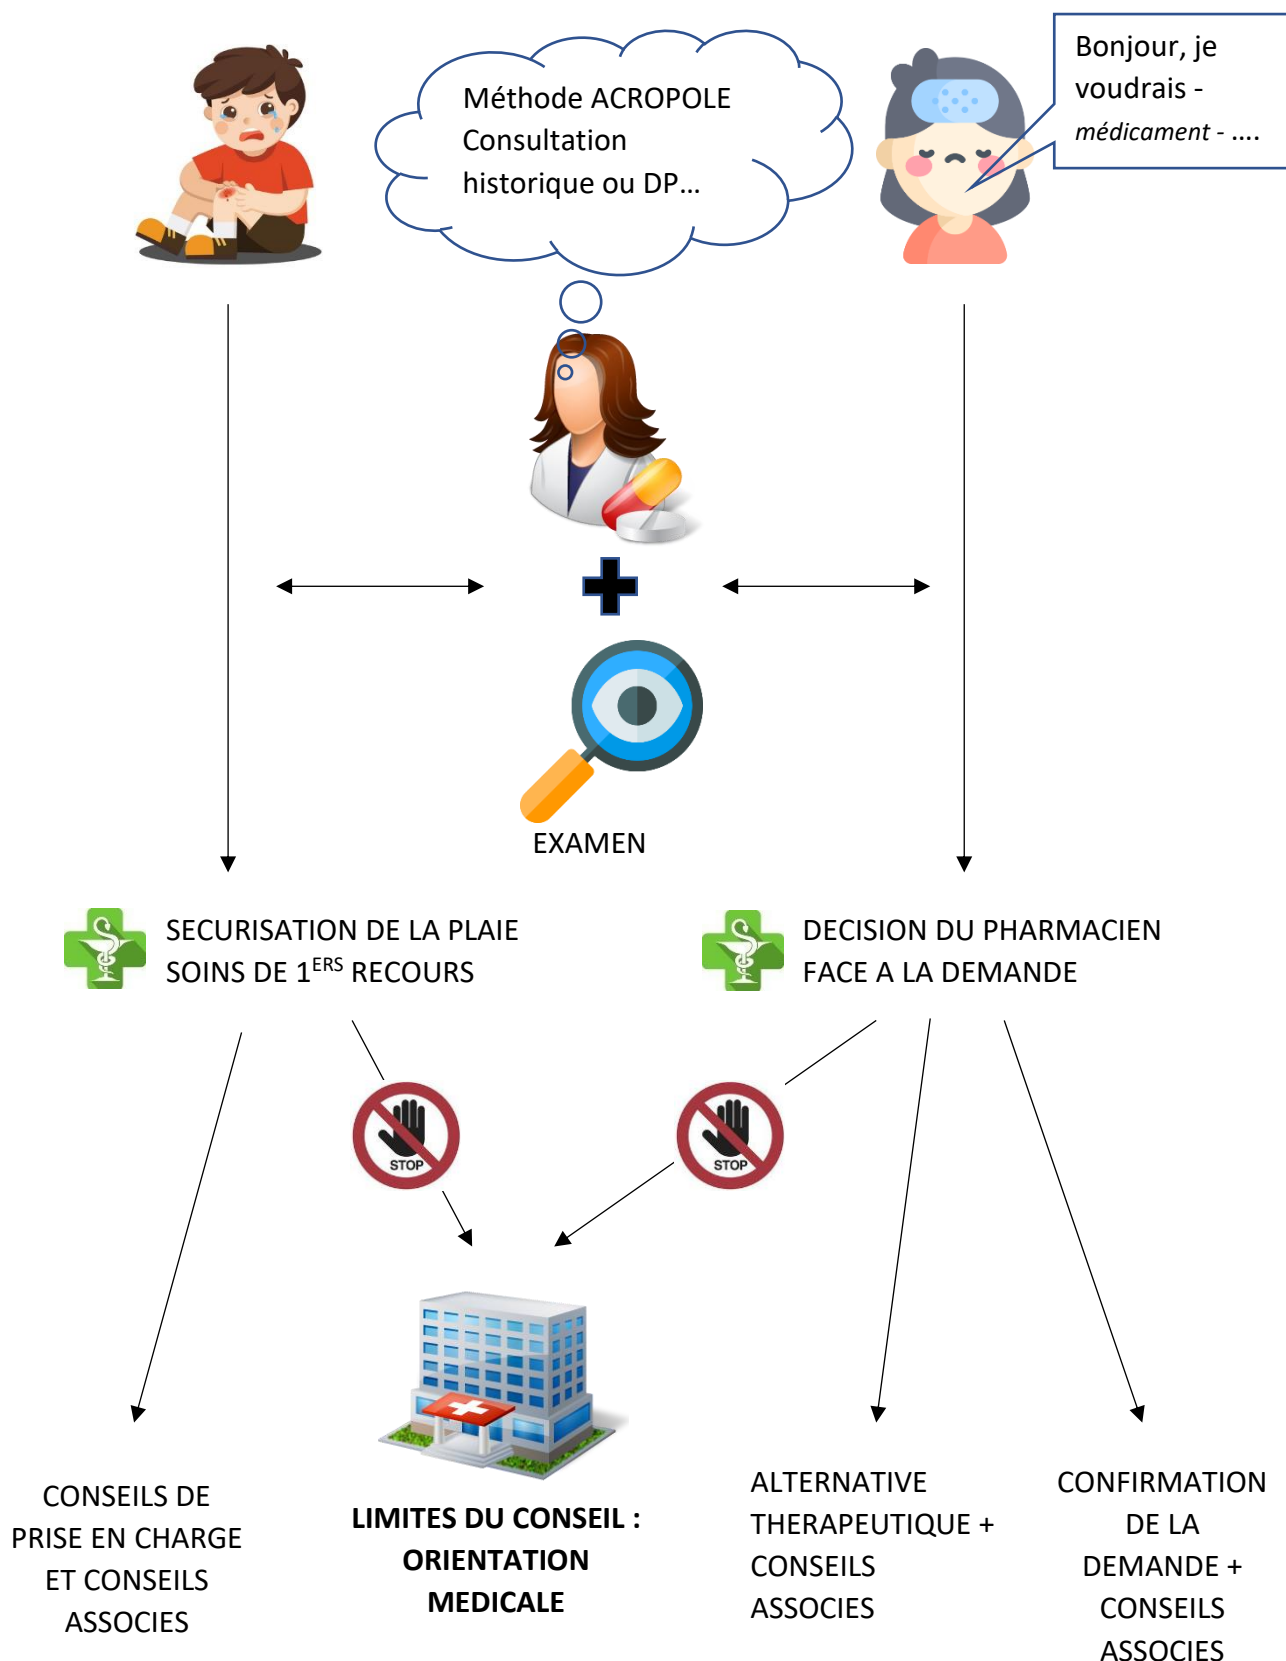 Méthode ACROPOLE
Consultation
historique ou DP…
Bonjour, je
voudrais -
médicament - ….
EXAMEN
SECURISATION DE LA PLAIE
SOINS DE 1ERS RECOURS
DECISION DU PHARMACIEN
FACE A LA DEMANDE
STOP
STOP
CONSEILS DE
PRISE EN CHARGE
ET CONSEILS
ASSOCIES
LIMITES DU CONSEIL :
ORIENTATION
MEDICALE
ALTERNATIVE
THERAPEUTIQUE +
CONSEILS
ASSOCIES
CONFIRMATION
DE LA
DEMANDE +
CONSEILS
ASSOCIES